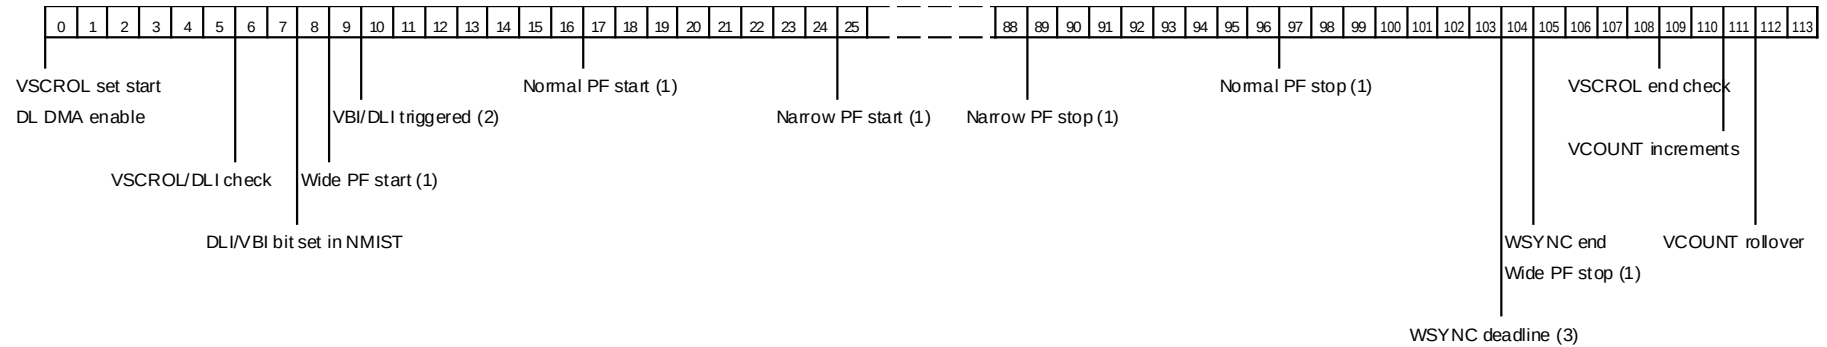 0 1 2 3 4 5 6 7 8 9 10 11 12 13 14 15 16 17 18 19 20 21 22 23 24 25 88 89 90 91 92 93 94 95 96 97 98 99 100 101 102 103 104 105 106 107 108 109 110 111 112 113
VSCROL set start
Normal PF start (1)
Normal PF stop (1)
VSCROL end check
DL DMA enable
VBI/DLI triggered (2)
Narrow PF start (1)
Narrow PF stop (1)
VCOUNT increments
VSCROL/DLI check
Wide PF start (1)
DLI/VBI bit set in NMIST
WSYNC end
VCOUNT rollover
Wide PF stop (1)
WSYNC deadline (3)